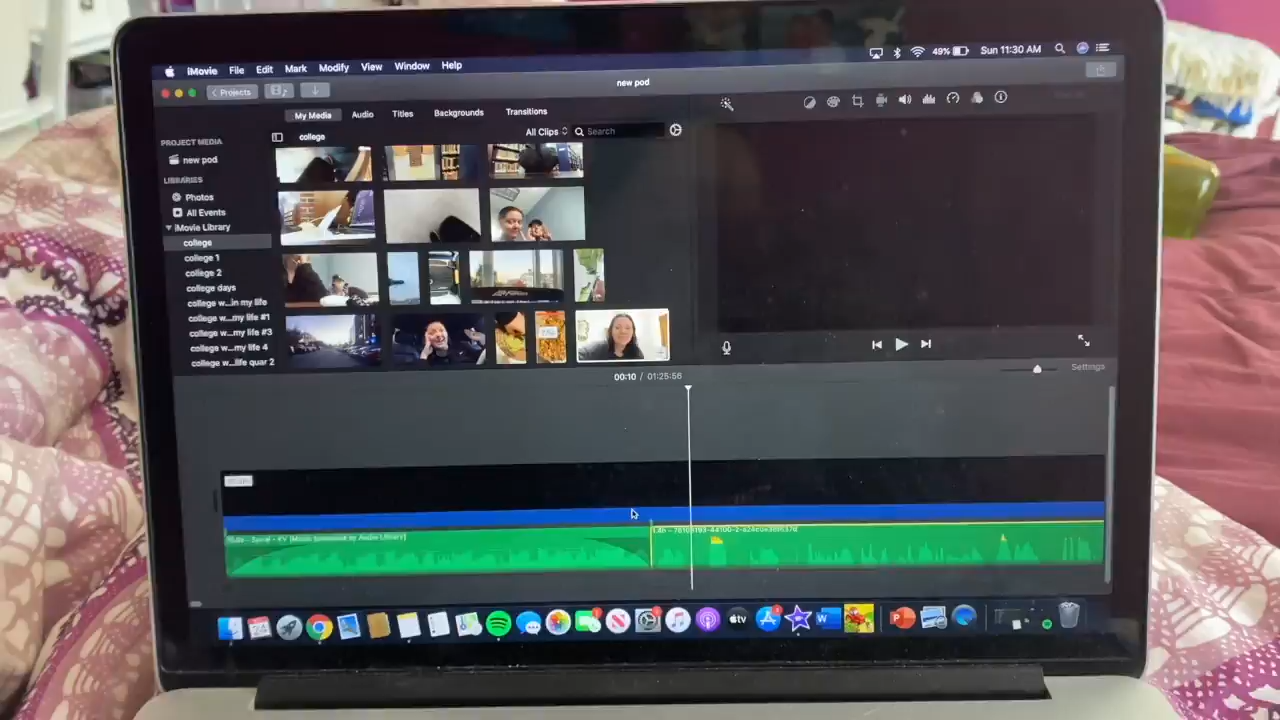 iMovie File Edit Mark Modify View Window Help 49% Sun 11:30 AM
new pod
Projects
My Media Audio Titles Backgrounds Transitions
college All Clips Search
PROJECT MEDIA
new pod
LIBRARIES
Photos
All Events
iMovie Library
college
college 1
college 2
college days
college w...in my life
college w...my life #1
college w...my life #3
college w...my life 4
college w...life quar 2
00:10 / 01:25:56
Settings
tv
W
P